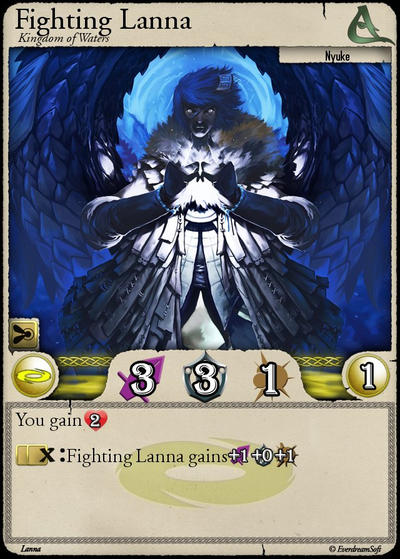 Fighting Lanna
Kingdom of Waters
Nyuke
3 3 1 1
You gain 2
X :Fighting Lanna gains +1 +0 +1
Lanna © EverdreamSoft